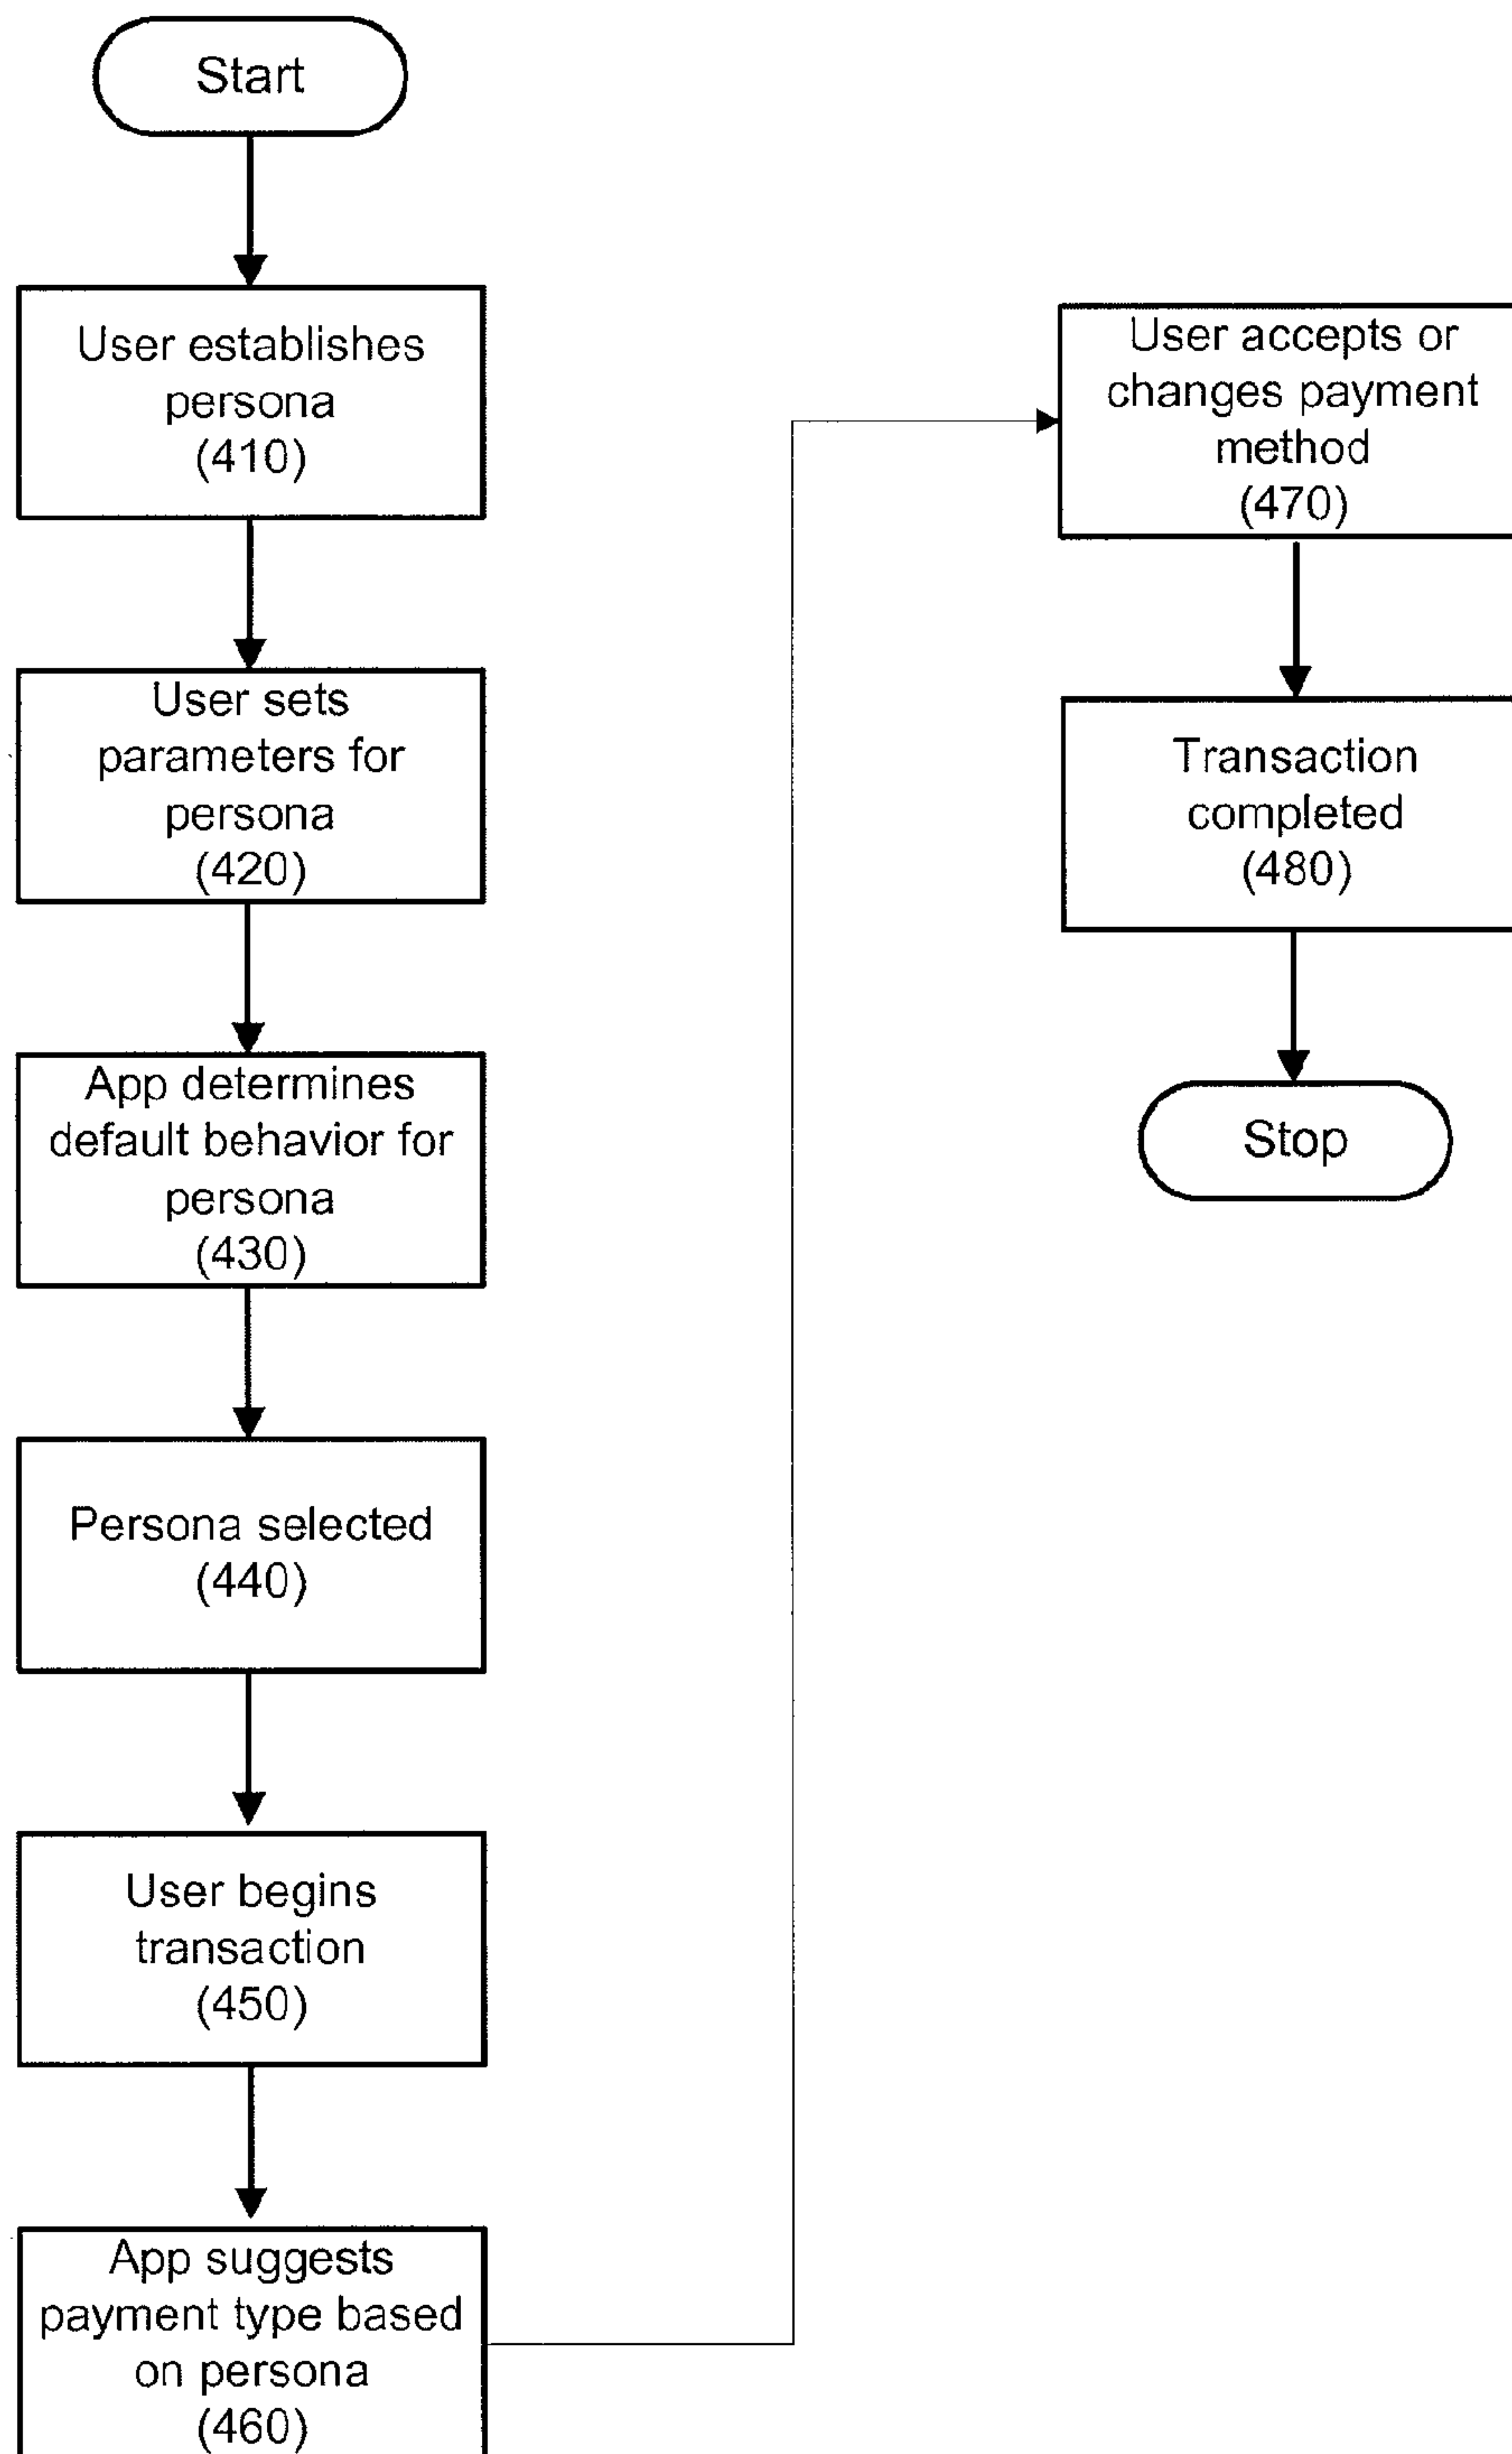 Start
User establishes
persona
(410)
User sets
parameters for
persona
(420)
App determines
default behavior for
persona
(430)
Persona selected
(440)
User begins
transaction
(450)
App suggests
payment type based
on persona
(460)
User accepts or
changes payment
method
(470)
Transaction
completed
(480)
Stop